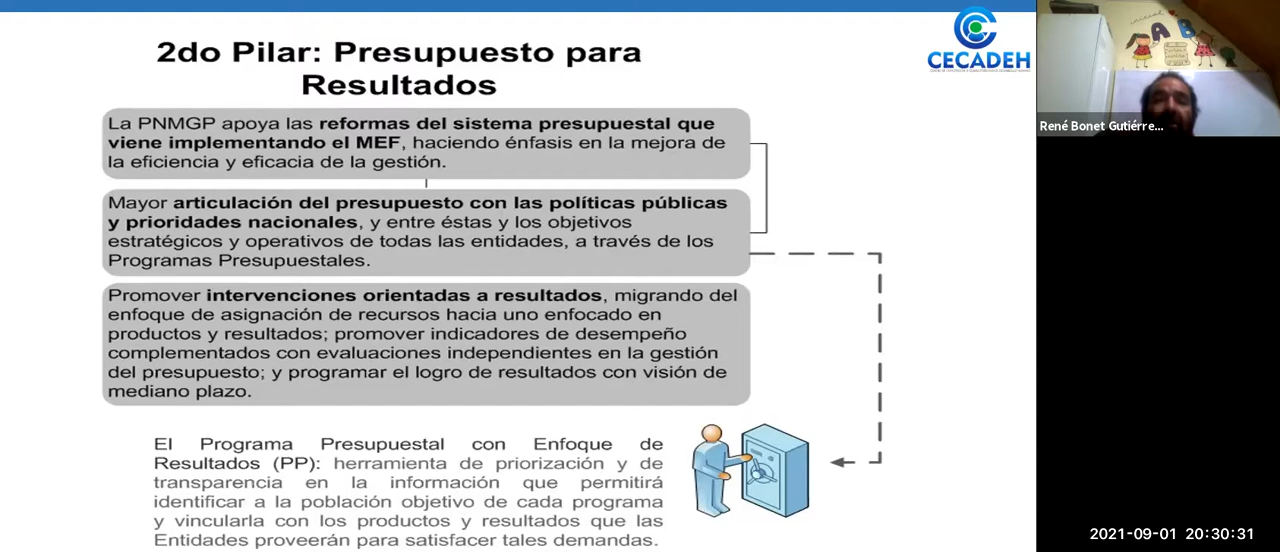 2do Pilar: Presupuesto para
Resultados
CECADEH
La PNMGP apoya las reformas del sistema presupuestal que
viene implementando el MEF, haciendo énfasis en la mejora de
la eficiencia y eficacia de la gestión.
Mayor articulación del presupuesto con las políticas públicas
y prioridades nacionales, y entre éstas y los objetivos
estratégicos y operativos de todas las entidades, a través de los
Programas Presupuestales.
Promover intervenciones orientadas a resultados, migrando del
enfoque de asignación de recursos hacia uno enfocado en
productos y resultados; promover indicadores de desempeño
complementados con evaluaciones independientes en la gestión
del presupuesto; y programar el logro de resultados con visión de
mediano plazo.
El Programa Presupuestal con Enfoque de
Resultados (PP): herramienta de priorización y de
transparencia en la información que permitirá
identificar a la población objetivo de cada programa
y vincularla con los productos y resultados que las
Entidades proveerán para satisfacer tales demandas.
A B
René Bonet Gutiérre...
2021-09-01 20:30:31